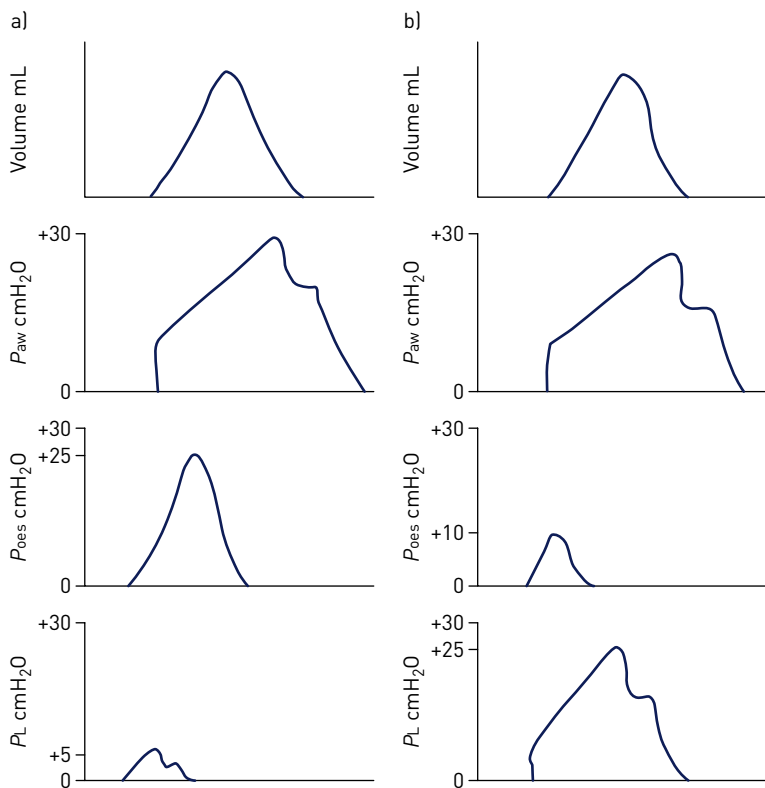 a)
b)
Volume mL
Volume mL
+30
Paw cmH2O
0
+30
Paw cmH2O
0
+30
+25
Poes cmH2O
0
+30
+10
Poes cmH2O
0
+30
PL cmH2O
+5
0
+30
+25
PL cmH2O
0